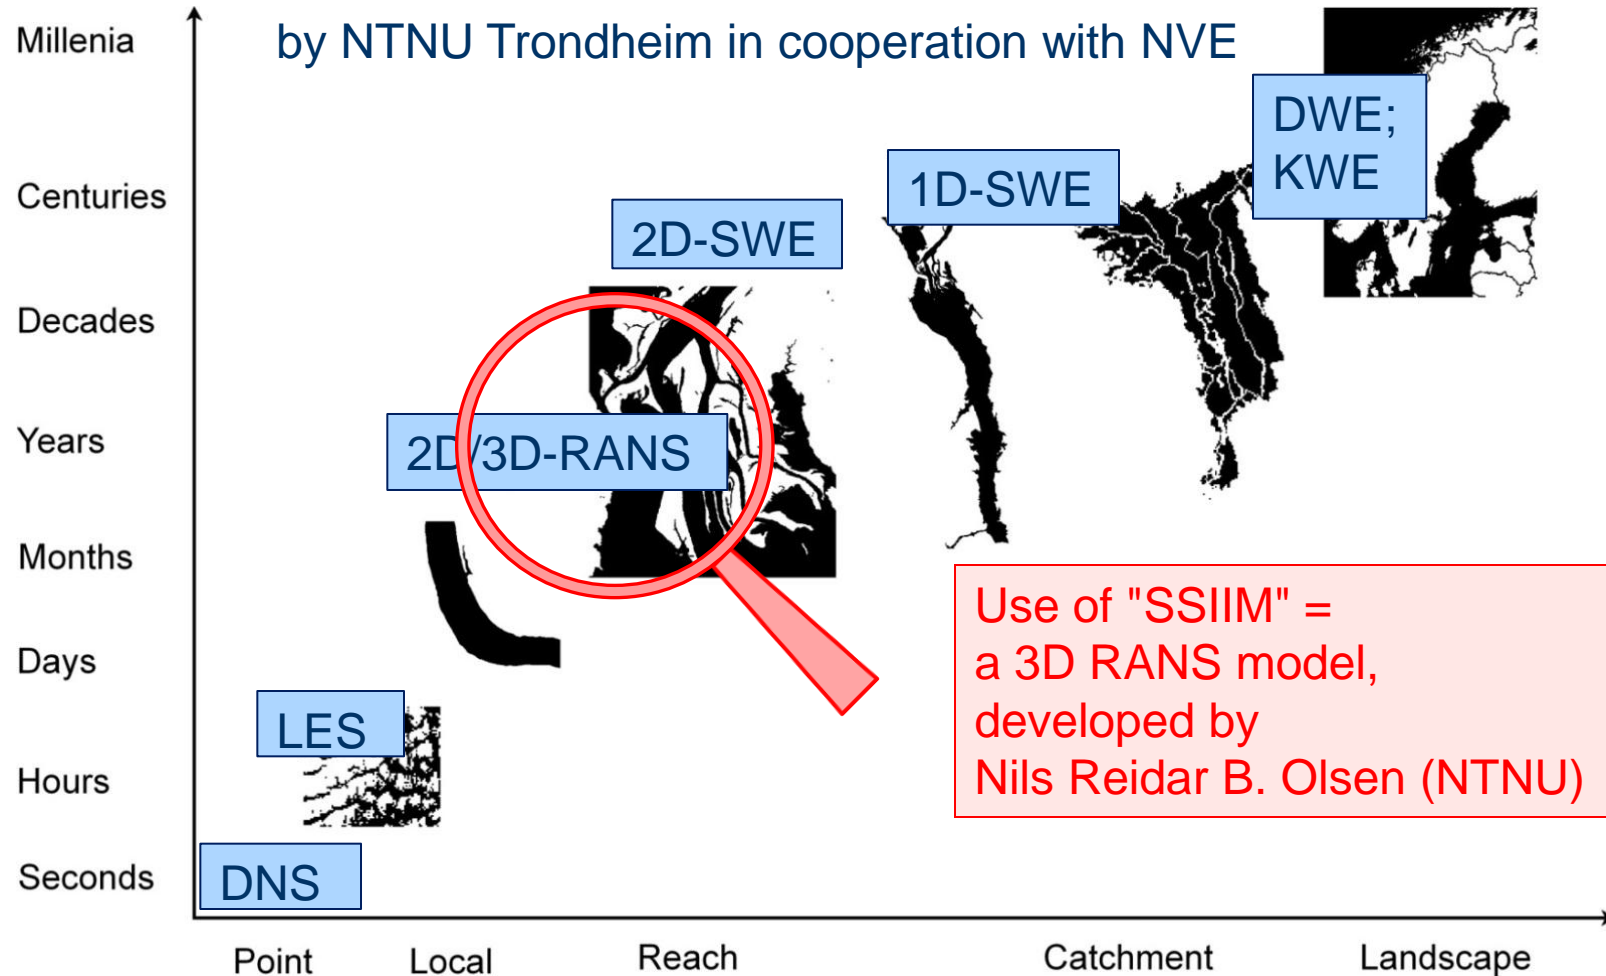 Millenia
by NTNU Trondheim in cooperation with NVE
DWE;
KWE
Centuries
1D-SWE
2D-SWE
Decades
Years
2D/3D-RANS
Months
Use of "SSIIM" =
a 3D RANS model,
developed by
Nils Reidar B. Olsen (NTNU)
Days
LES
Hours
Seconds
DNS
Point
Local
Reach
Catchment
Landscape